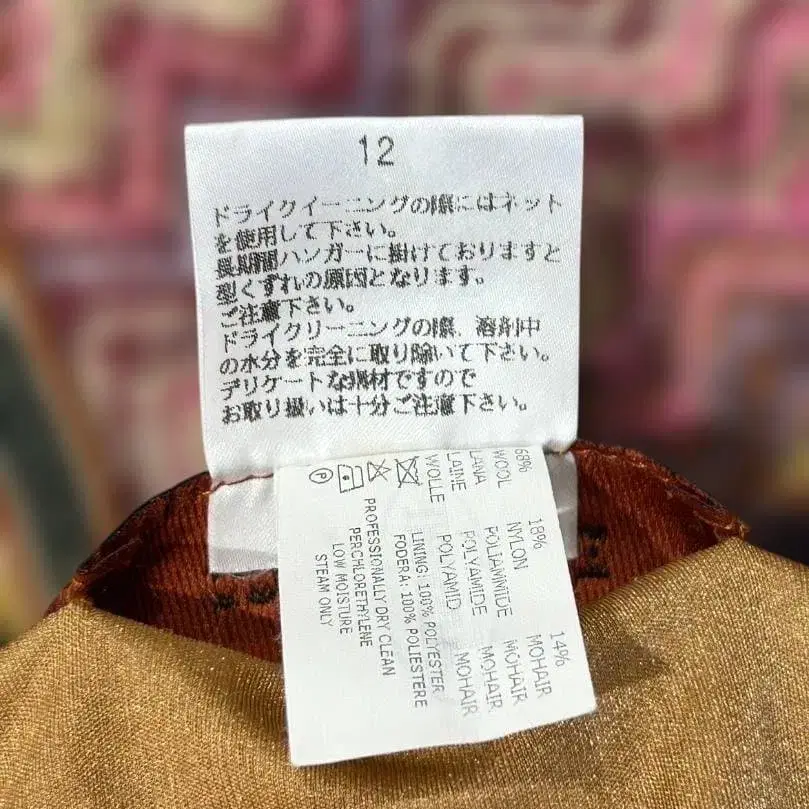 12
ドライクイーニングの際にはネット
を使用して下さい。
長期間ハンガーに掛けておりますと
型くずれの原因となります。
ご注意下さい。
ドライクリーニングの際、溶剤中
の水分を完全に取り除いて下さい。
デリケートな機材ですので
お取り扱いは十分ご注意下さい。
68% 18% 14%
WOOL NYLON MOHAIR
LANA POLIAMMIDE MOHAIR
LAINE POLYAMIDE MOHAIR
WOLLE POLYAMID MOHAIR
LINING: 100% POLYESTER
FODERA: 100% POLIESTERE
P
PROFESSIONALLY DRY CLEAN
PERCHLORETHYLENE
LOW MOISTURE
STEAM ONLY